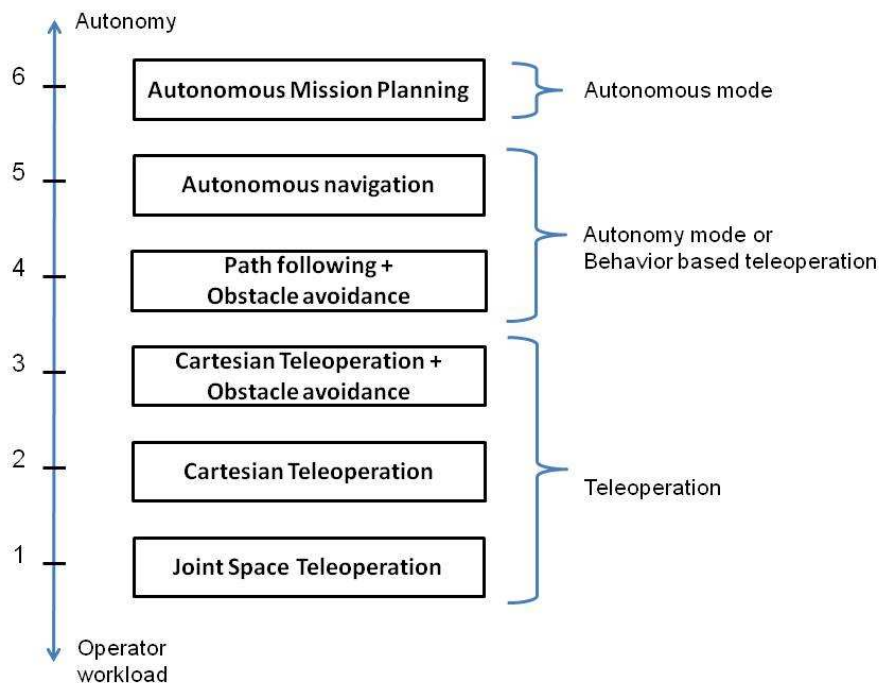 Autonomy
6
Autonomous Mission Planning
Autonomous mode
5
Autonomous navigation
Autonomy mode or
Behavior based teleoperation
4
Path following +
Obstacle avoidance
3
Cartesian Teleoperation +
Obstacle avoidance
2
Cartesian Teleoperation
Teleoperation
1
Joint Space Teleoperation
Operator
workload